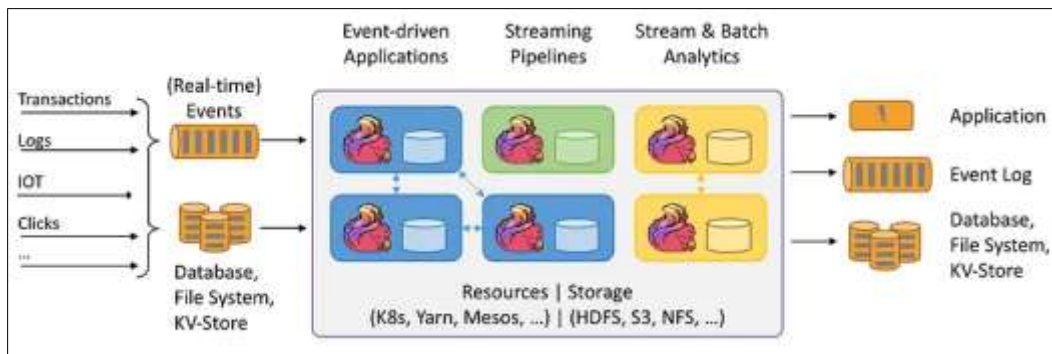 Event-driven
Applications
Streaming
Pipelines
Stream & Batch
Analytics
Transactions
Logs
IOT
Clicks
...
(Real-time)
Events
Database,
File System,
KV-Store
Resources | Storage
(K8s, Yarn, Mesos, ...) | (HDFS, S3, NFS, ...)
Application
Event Log
Database,
File System,
KV-Store